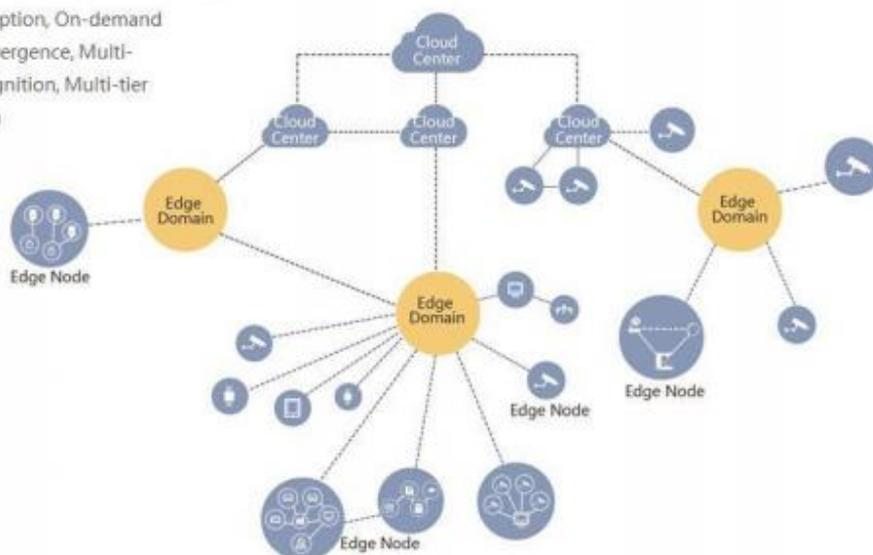 ption, On-demand
ergence, Multi-
gnition, Multi-tier
Cloud
Center
Cloud
Center
Cloud
Center
Cloud
Center
Edge
Domain
Edge
Domain
Edge Node
Edge
Domain
Edge Node
Edge Node
Edge Node